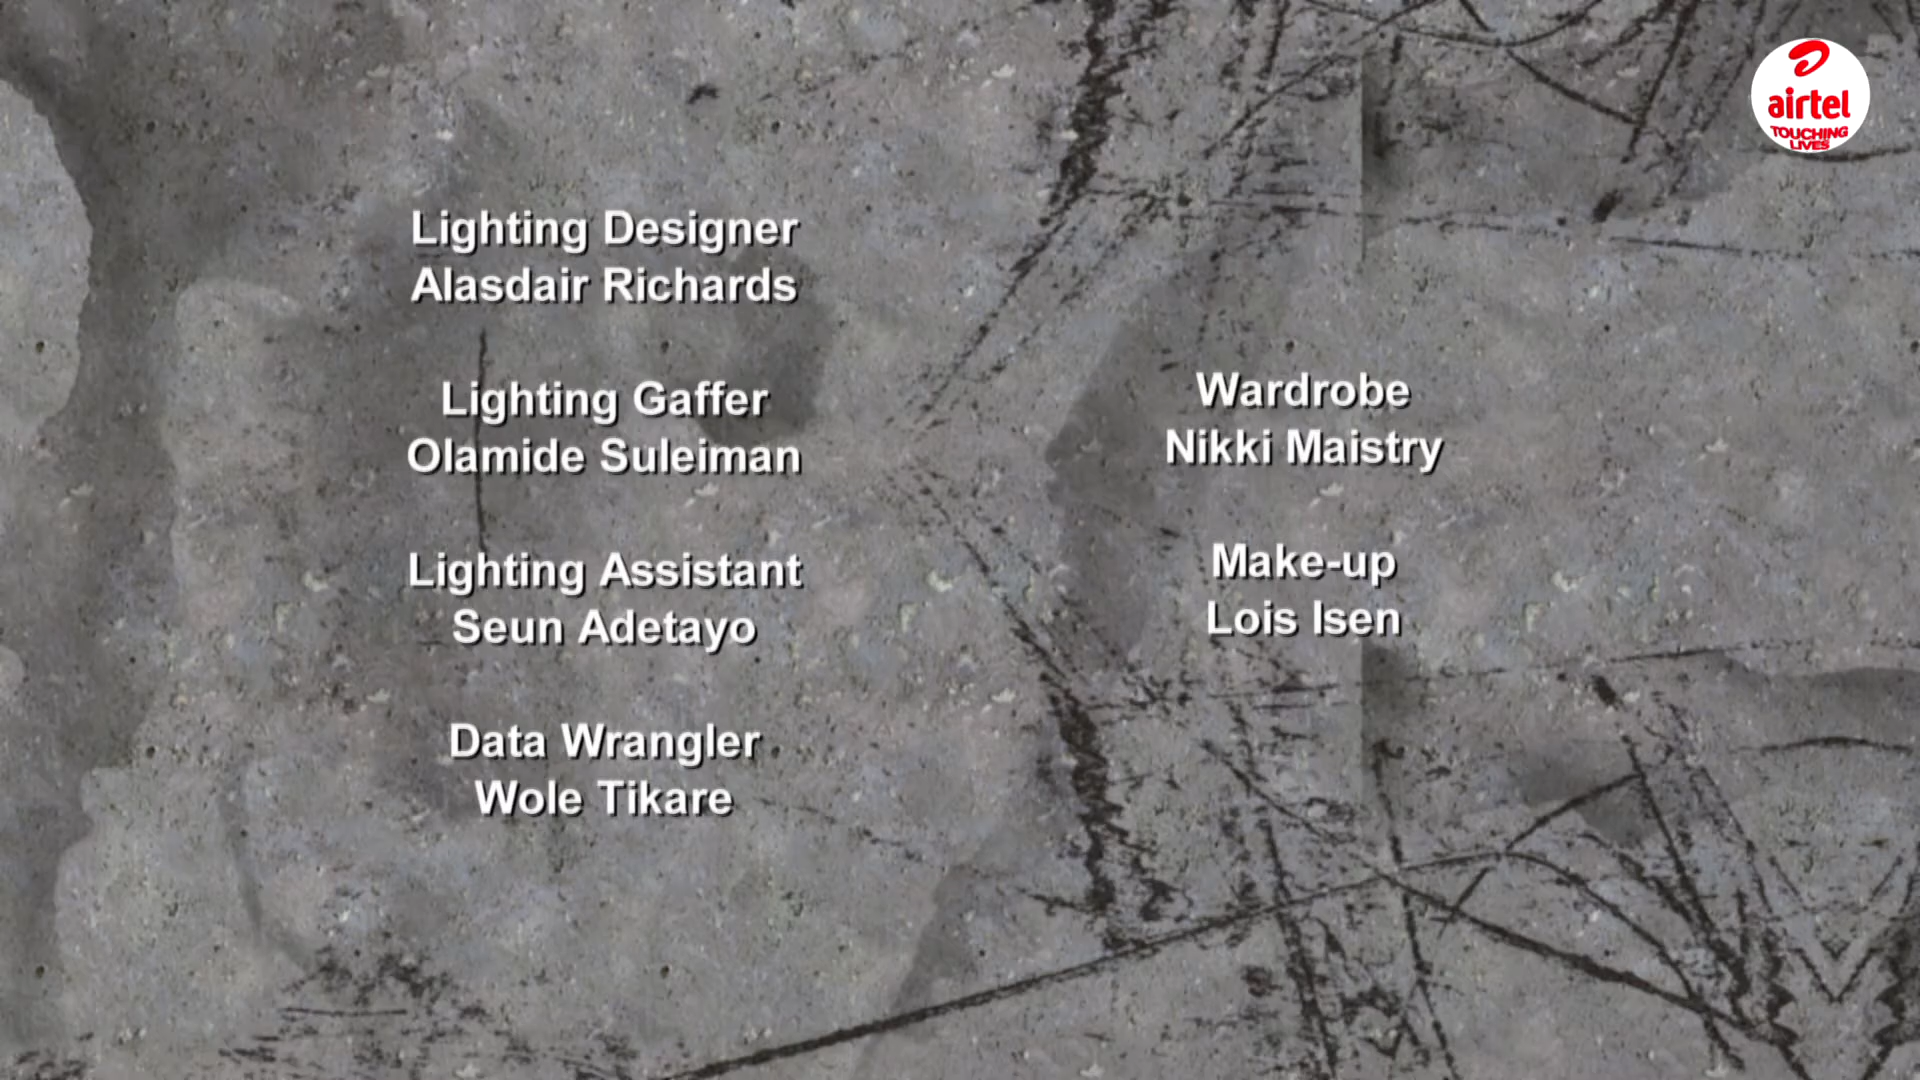 airtel
TOUCHING
LIVES
Lighting Designer
Alasdair Richards
Lighting Gaffer
Olamide Suleiman
Lighting Assistant
Seun Adetayo
Data Wrangler
Wole Tikare
Wardrobe
Nikki Maistry
Make-up
Lois Isen